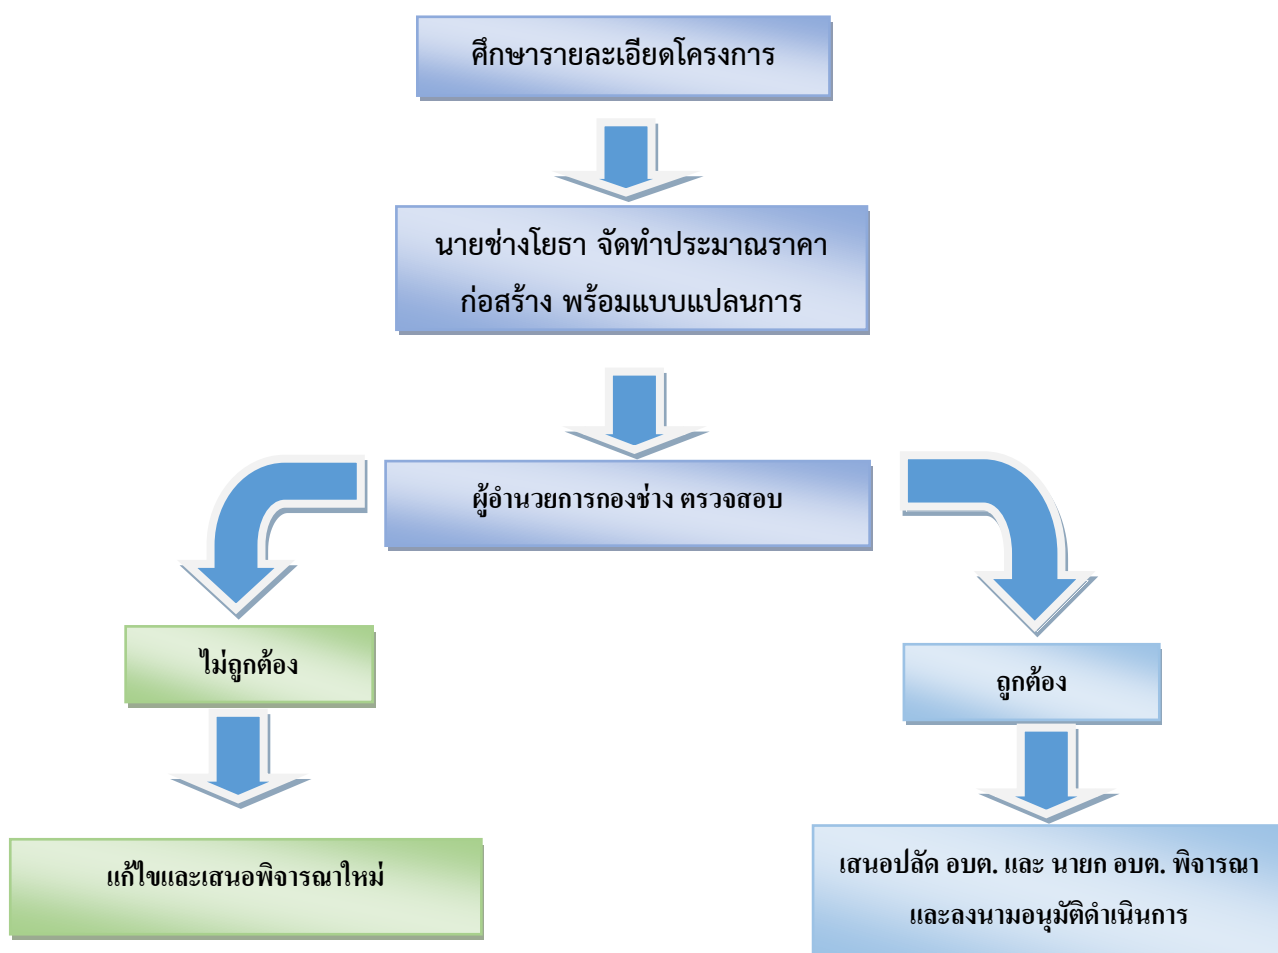 ศึกษารายละเอียดโครงการ
นายช่างโยธา จัดทำประมาณราคา
ก่อสร้าง พร้อมแบบแปลนการ
ผู้อำนวยการกองช่าง ตรวจสอบ
ไม่ถูกต้อง
ถูกต้อง
แก้ไขและเสนอพิจารณาใหม่
เสนอปลัด อบต. และ นายก อบต. พิจารณา
และลงนามอนุมัติดำเนินการ